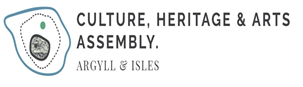 CULTURE, HERITAGE & ARTS
ASSEMBLY.
ARGYLL & ISLES